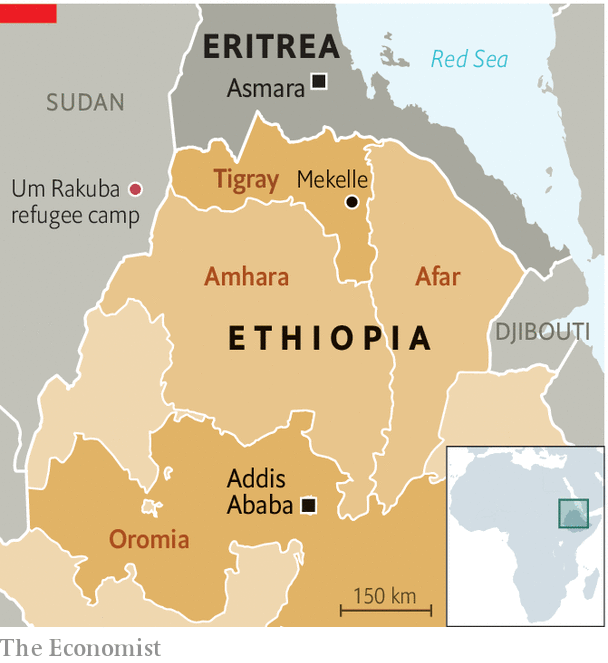 ERITREA
Red Sea
Asmara
SUDAN
Tigray
Mekelle
Um Rakuba
refugee camp
Amhara
Afar
ETHIOPIA
DJIBOUTI
Addis
Ababa
Oromia
150 km
The Economist